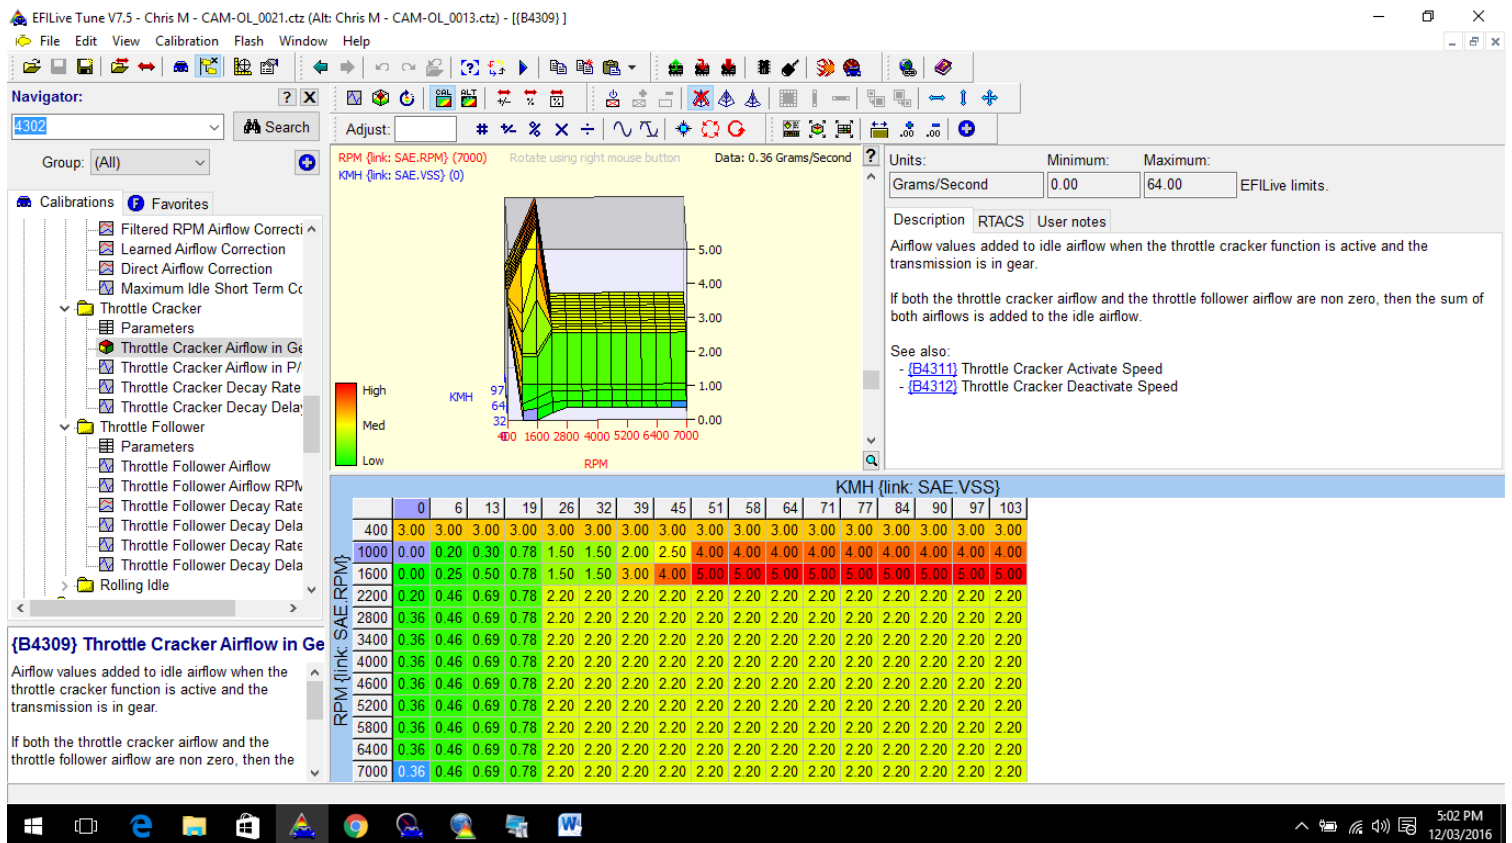 EFILive Tune V7.5 - Chris M - CAM-OL_0021.ctz (Alt: Chris M - CAM-OL_0013.ctz) - [{B4309} ]
File Edit View Calibration Flash Window Help
Navigator:
4302
Search
Group: (All)
Calibrations
Favorites
Filtered RPM Airflow Correcti
Learned Airflow Correction
Direct Airflow Correction
Maximum Idle Short Term Cc
Throttle Cracker
Parameters
Throttle Cracker Airflow in Ge
Throttle Cracker Airflow in P/
Throttle Cracker Decay Rate
Throttle Cracker Decay Delay
Throttle Follower
Parameters
Throttle Follower Airflow
Throttle Follower Airflow RPM
Throttle Follower Decay Rate
Throttle Follower Decay Dela
Throttle Follower Decay Rate
Throttle Follower Decay Dela
Rolling Idle
{B4309} Throttle Cracker Airflow in Ge
Airflow values added to idle airflow when the
throttle cracker function is active and the
transmission is in gear.
If both the throttle cracker airflow and the
throttle follower airflow are non zero, then the
CAL
ALT
Adjust:
RPM {link: SAE.RPM} (7000) Rotate using right mouse button Data: 0.36 Grams/Second
KMH {link: SAE.VSS} (0)
5.00
4.00
3.00
2.00
1.00
0.00
High
Med
Low
KMH
97
64
32
400 1600 2800 4000 5200 6400 7000
RPM
Units: Minimum: Maximum:
Grams/Second 0.00 64.00 EFILive limits.
Description RTACS User notes
Airflow values added to idle airflow when the throttle cracker function is active and the
transmission is in gear.
If both the throttle cracker airflow and the throttle follower airflow are non zero, then the sum of
both airflows is added to the idle airflow.
See also:
- {B4311} Throttle Cracker Activate Speed
- {B4312} Throttle Cracker Deactivate Speed
KMH {link: SAE.VSS}
RPM {link: SAE.RPM}
0 6 13 19 26 32 39 45 51 58 64 71 77 84 90 97 103
400 3.00 3.00 3.00 3.00 3.00 3.00 3.00 3.00 3.00 3.00 3.00 3.00 3.00 3.00 3.00 3.00 3.00
1000 0.00 0.20 0.30 0.78 1.50 1.50 2.00 2.50 4.00 4.00 4.00 4.00 4.00 4.00 4.00 4.00 4.00
1600 0.00 0.25 0.50 0.78 1.50 1.50 3.00 4.00 5.00 5.00 5.00 5.00 5.00 5.00 5.00 5.00 5.00
2200 0.20 0.46 0.69 0.78 2.20 2.20 2.20 2.20 2.20 2.20 2.20 2.20 2.20 2.20 2.20 2.20 2.20
2800 0.36 0.46 0.69 0.78 2.20 2.20 2.20 2.20 2.20 2.20 2.20 2.20 2.20 2.20 2.20 2.20 2.20
3400 0.36 0.46 0.69 0.78 2.20 2.20 2.20 2.20 2.20 2.20 2.20 2.20 2.20 2.20 2.20 2.20 2.20
4000 0.36 0.46 0.69 0.78 2.20 2.20 2.20 2.20 2.20 2.20 2.20 2.20 2.20 2.20 2.20 2.20 2.20
4600 0.36 0.46 0.69 0.78 2.20 2.20 2.20 2.20 2.20 2.20 2.20 2.20 2.20 2.20 2.20 2.20 2.20
5200 0.36 0.46 0.69 0.78 2.20 2.20 2.20 2.20 2.20 2.20 2.20 2.20 2.20 2.20 2.20 2.20 2.20
5800 0.36 0.46 0.69 0.78 2.20 2.20 2.20 2.20 2.20 2.20 2.20 2.20 2.20 2.20 2.20 2.20 2.20
6400 0.36 0.46 0.69 0.78 2.20 2.20 2.20 2.20 2.20 2.20 2.20 2.20 2.20 2.20 2.20 2.20 2.20
7000 0.36 0.46 0.69 0.78 2.20 2.20 2.20 2.20 2.20 2.20 2.20 2.20 2.20 2.20 2.20 2.20 2.20
5:02 PM
12/03/2016